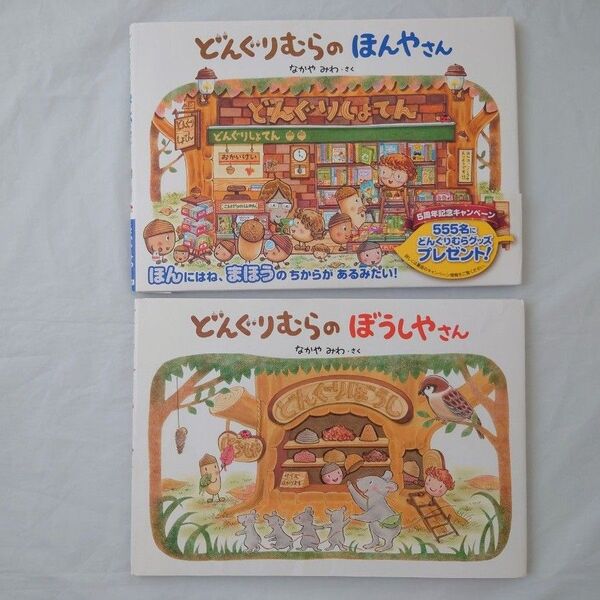 どんぐりむらの ほんやさん
なかや みわ・さく
どんぐりしょてん
どんぐりしょてん
おかいけい
5周年記念キャンペーン
555名に
どんぐりむらグッズ
プレゼント!
ほんにはね、まほうのちからが あるみたい!
どんぐりむらの ぼうしやさん
なかや みわ・さく
どんぐりぼうし